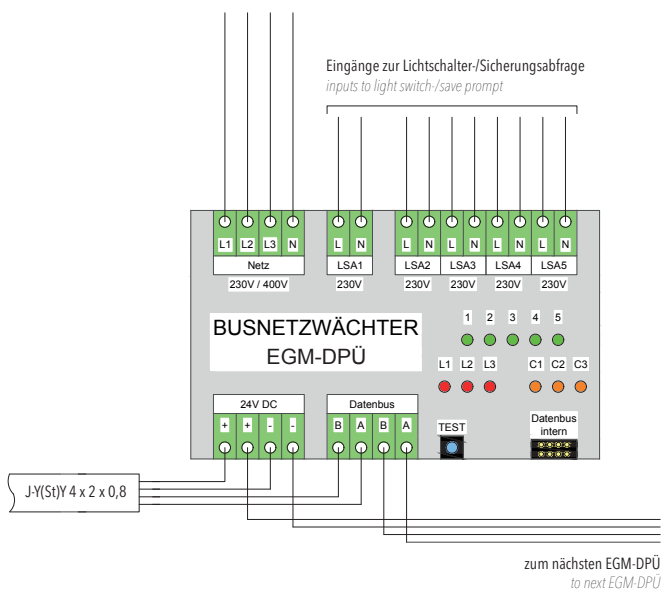 Eingänge zur Lichtschalter-/Sicherungsabfrage
inputs to light switch-/save prompt
L1 L2 L3 N L N L N L N L N L N
Netz LSA1 LSA2 LSA3 LSA4 LSA5
230V / 400V 230V 230V 230V 230V 230V
BUSNETZWÄCHTER
EGM-DPÜ
1 2 3 4 5
L1 L2 L3 C1 C2 C3
24V DC Datenbus
+ + - - B A B A
TEST
Datenbus
intern
J-Y(St)Y 4 x 2 x 0,8
zum nächsten EGM-DPÜ
to next EGM-DPÜ